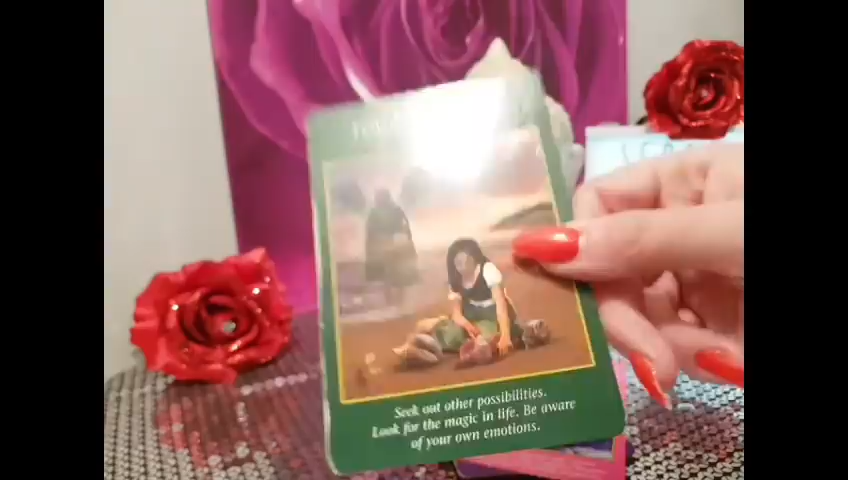 Seek out other possibilities.
Look for the magic in life. Be aware
of your own emotions.